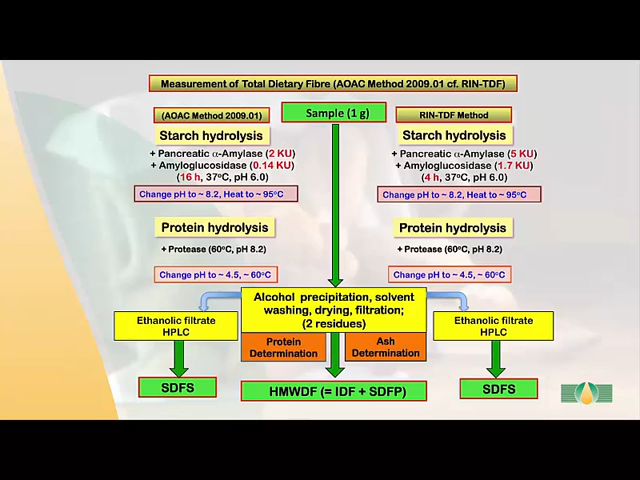 Measurement of Total Dietary Fibre (AOAC Method 2009.01 cf. RIN-TDF)
Sample (1 g)
(AOAC Method 2009.01)
Starch hydrolysis
+ Pancreatic α-Amylase (2 KU)
+ Amyloglucosidase (0.14 KU)
(16 h, 37°C, pH 6.0)
Change pH to ~ 8.2, Heat to ~ 95°C
Protein hydrolysis
+ Protease (60°C, pH 8.2)
Change pH to ~ 4.5, ~ 60°C
RIN-TDF Method
Starch hydrolysis
+ Pancreatic α-Amylase (5 KU)
+ Amyloglucosidase (1.7 KU)
(4 h, 37°C, pH 6.0)
Change pH to ~ 8.2, Heat to ~ 95°C
Protein hydrolysis
+ Protease (60°C, pH 8.2)
Change pH to ~ 4.5, ~ 60°C
Alcohol precipitation, solvent
washing, drying, filtration;
(2 residues)
Ethanolic filtrate
HPLC
Protein
Determination
Ash
Determination
Ethanolic filtrate
HPLC
SDFS
HMWDF (= IDF + SDFP)
SDFS